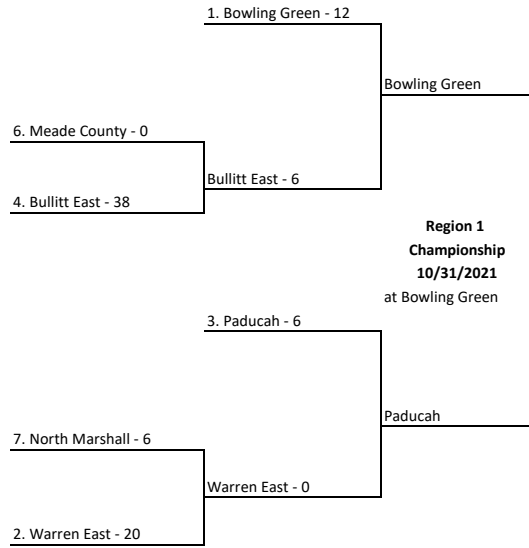 1. Bowling Green - 12
Bowling Green
6. Meade County - 0
Bullitt East - 6
4. Bullitt East - 38
Region 1
Championship
10/31/2021
at Bowling Green
3. Paducah - 6
Paducah
7. North Marshall - 6
Warren East - 0
2. Warren East - 20